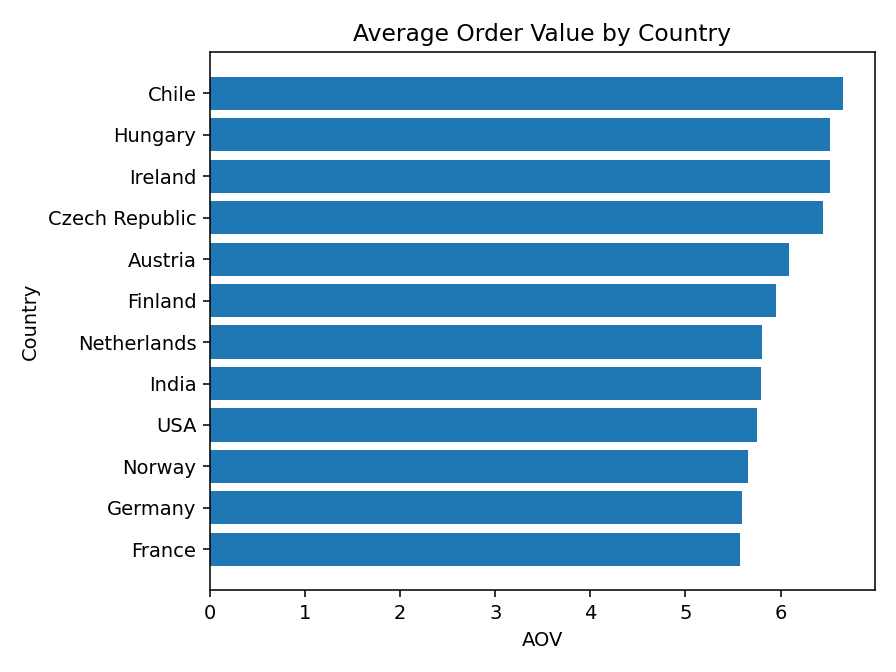 Average Order Value by Country
Country
Chile
Hungary
Ireland
Czech Republic
Austria
Finland
Netherlands
India
USA
Norway
Germany
France
0 1 2 3 4 5 6
AOV